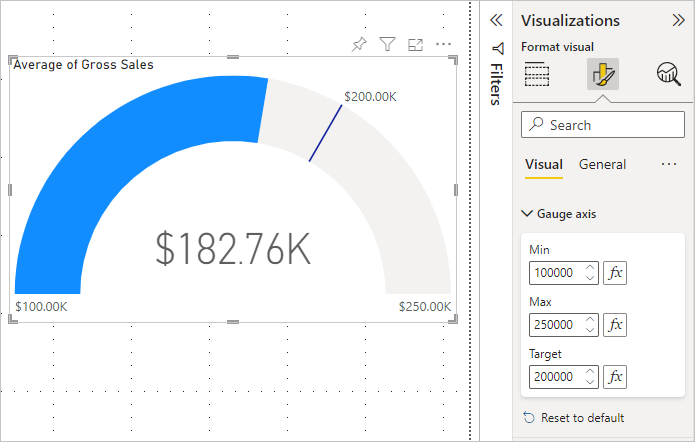 Average of Gross Sales
$200.00K
$182.76K
$100.00K
$250.00K
Filters
Visualizations
Format visual
Search
Visual
General
Gauge axis
Min
100000
fx
Max
250000
fx
Target
200000
fx
Reset to default